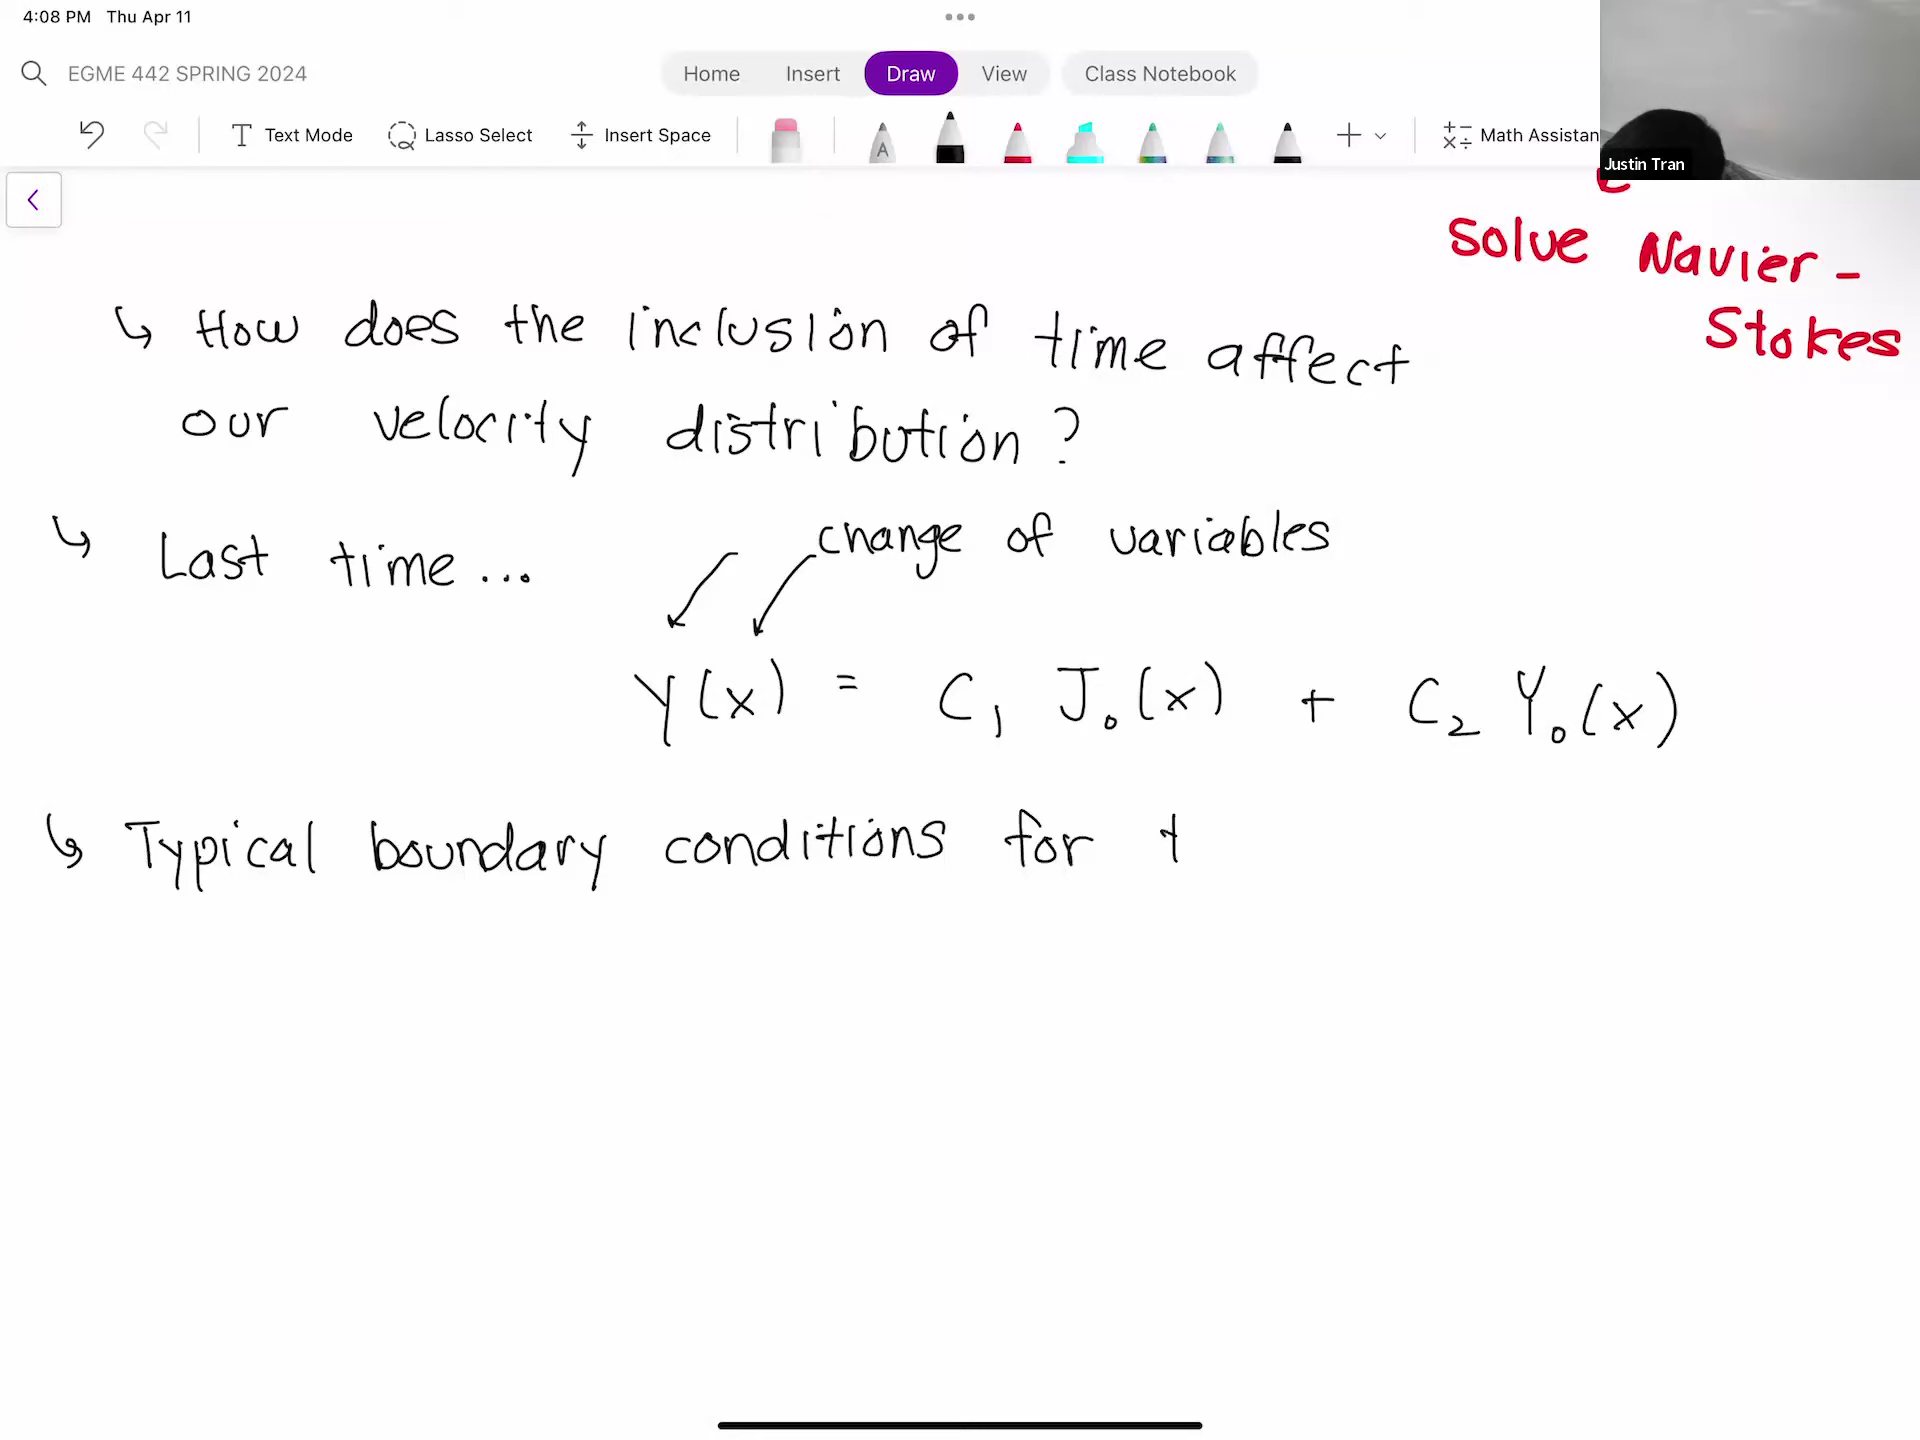 4:08 PM Thu Apr 11
EGME 442 SPRING 2024
Home Insert Draw View Class Notebook
Text Mode Lasso Select Insert Space A Math Assistan
Justin Tran
Solve Navier -
Stokes
↳ How does the inclusion of time affect
our velocity distribution?
↳ Last time... change of variables
Y(x) = C₁ J₀(x) + C₂ Y₀(x)
↳ Typical boundary conditions for t